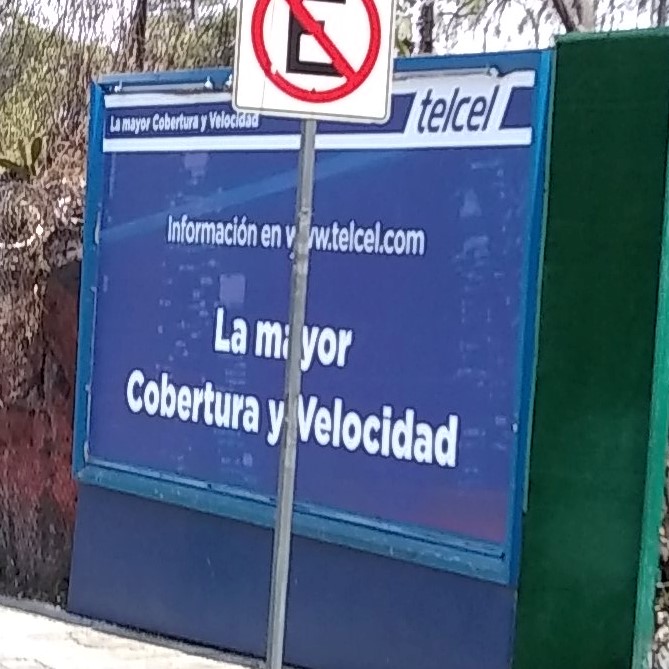 E
La mayor Cobertura y Velocidad
telcel
Información en www.telcel.com
La mayor
Cobertura y Velocidad